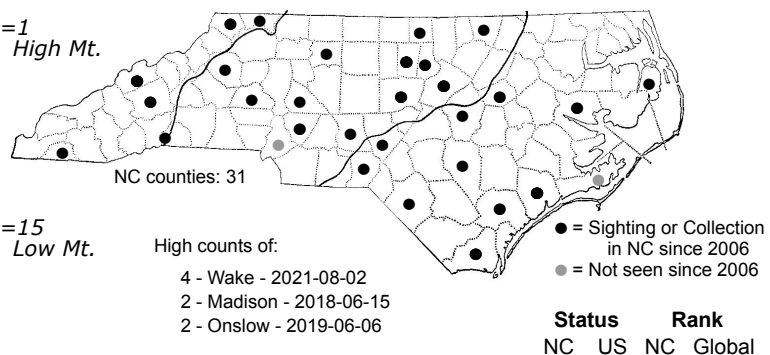 =1
High Mt.
NC counties: 31
=15
Low Mt.
High counts of:
4 - Wake - 2021-08-02
2 - Madison - 2018-06-15
2 - Onslow - 2019-06-06
● = Sighting or Collection
in NC since 2006
● = Not seen since 2006
Status Rank
NC US NC Global